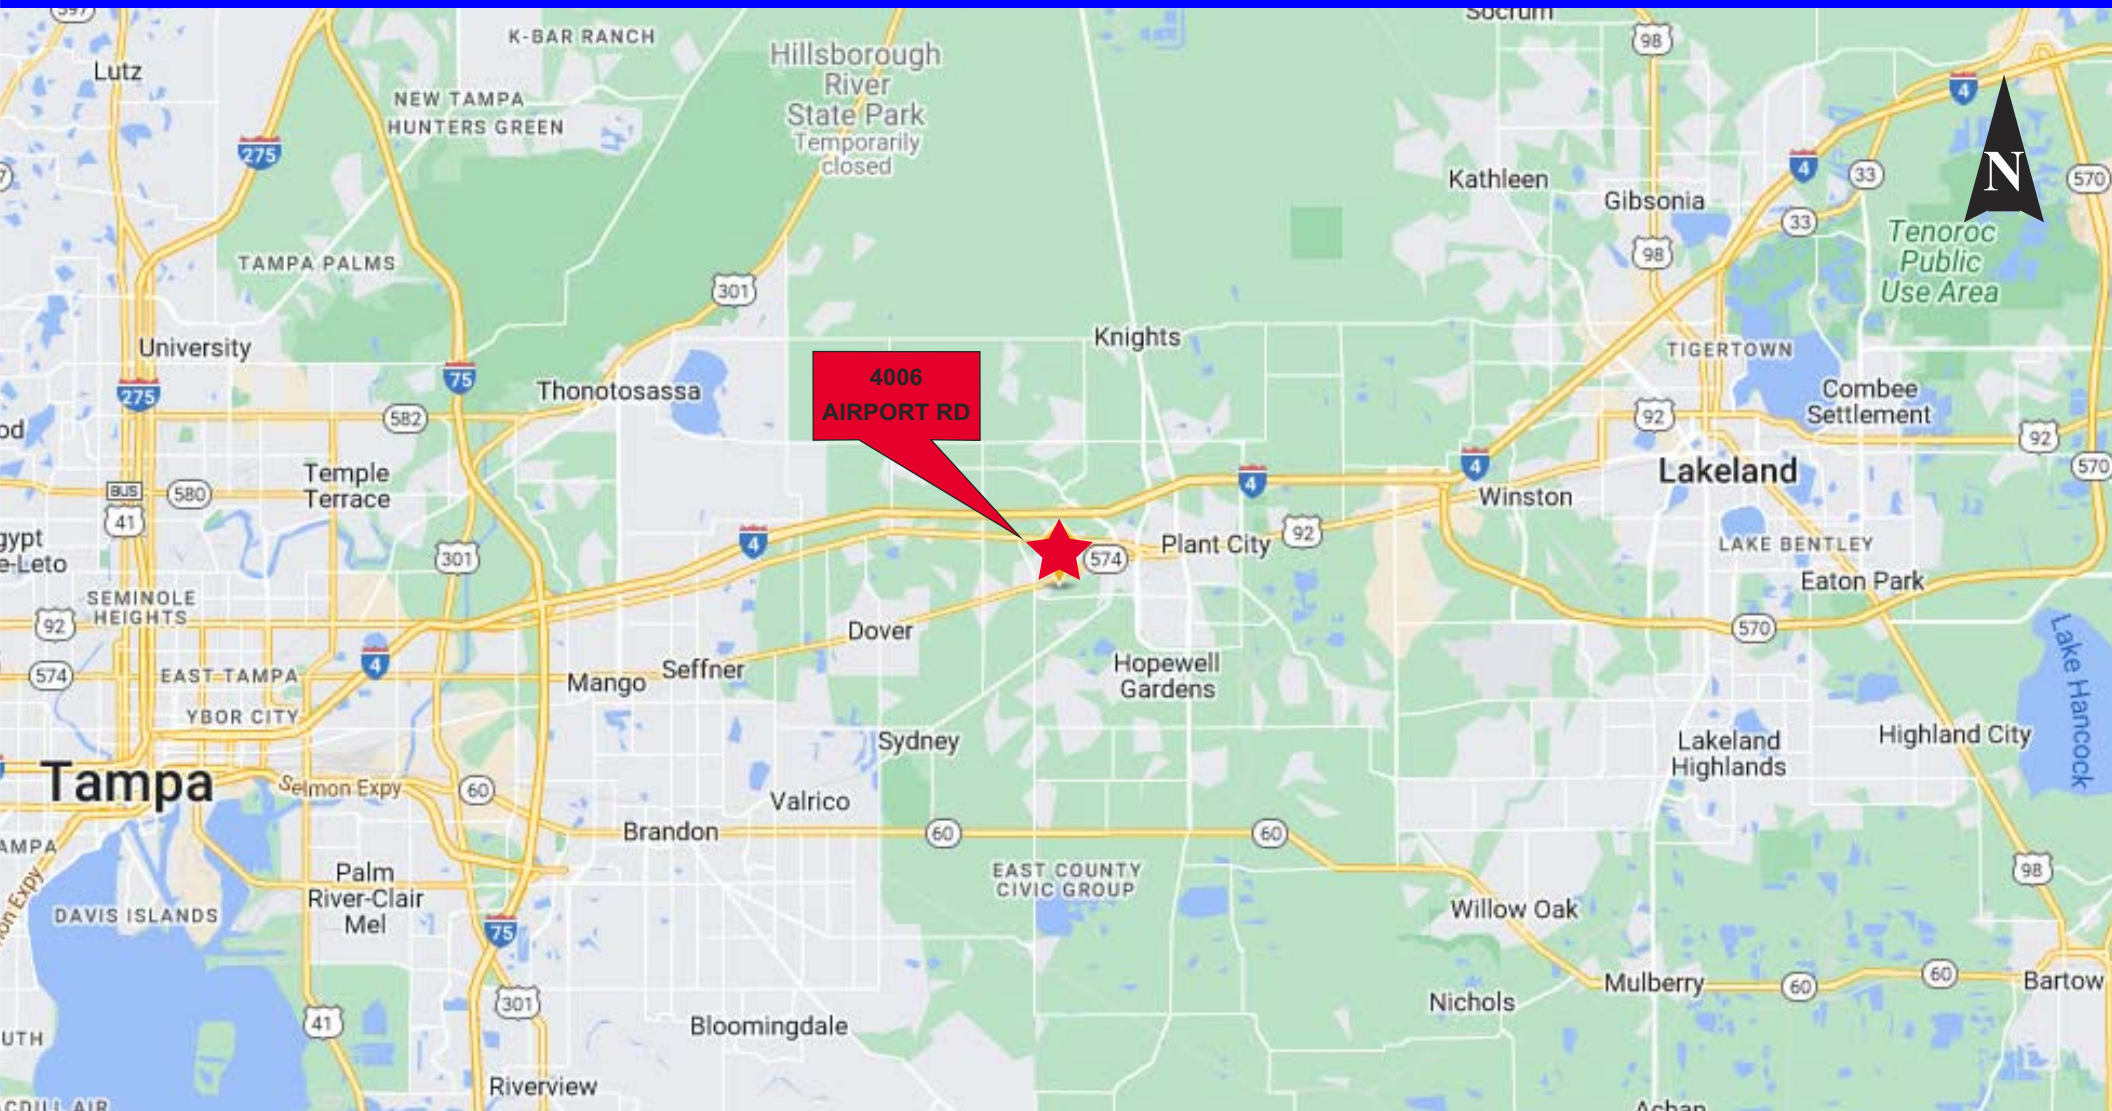 597
Socrum
K-BAR RANCH
98
Lutz
Hillsborough
River
State Park
Temporarily
closed
4
NEW TAMPA
HUNTERS GREEN
275
4
N
Kathleen
33
570
Gibsonia
33
Tenoroc
Public
Use Area
98
TAMPA PALMS
301
Knights
University
TIGERTOWN
75
4006
AIRPORT RD
275
Thonotosassa
Combee
Settlement
582
92
92
Temple
Terrace
4
Lakeland
570
BUS
41
580
4
Winston
301
4
574
Plant City
92
LAKE BENTLEY
Eaton Park
SEMINOLE
HEIGHTS
92
Dover
570
4
574
EAST TAMPA
Mango
Seffner
Hopewell
Gardens
Lake Hancock
YBOR CITY
Sydney
Lakeland
Highlands
Highland City
Tampa
Selmon Expy
60
Valrico
Brandon
60
60
EAST COUNTY
CIVIC GROUP
98
Palm
River-Clair
Mel
DAVIS ISLANDS
75
Willow Oak
Mulberry
60
60
Bartow
301
Nichols
41
Bloomingdale
Riverview